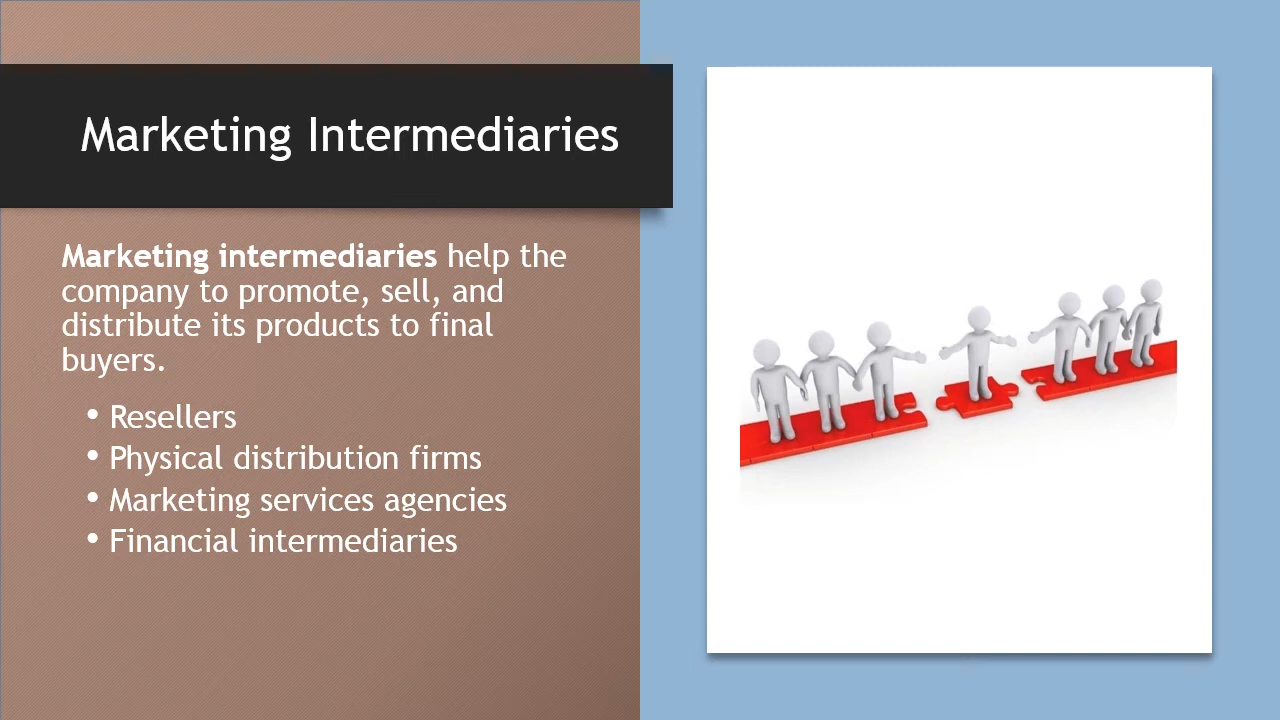 Marketing Intermediaries
Marketing intermediaries help the
company to promote, sell, and
distribute its products to final
buyers.
• Resellers
• Physical distribution firms
• Marketing services agencies
• Financial intermediaries